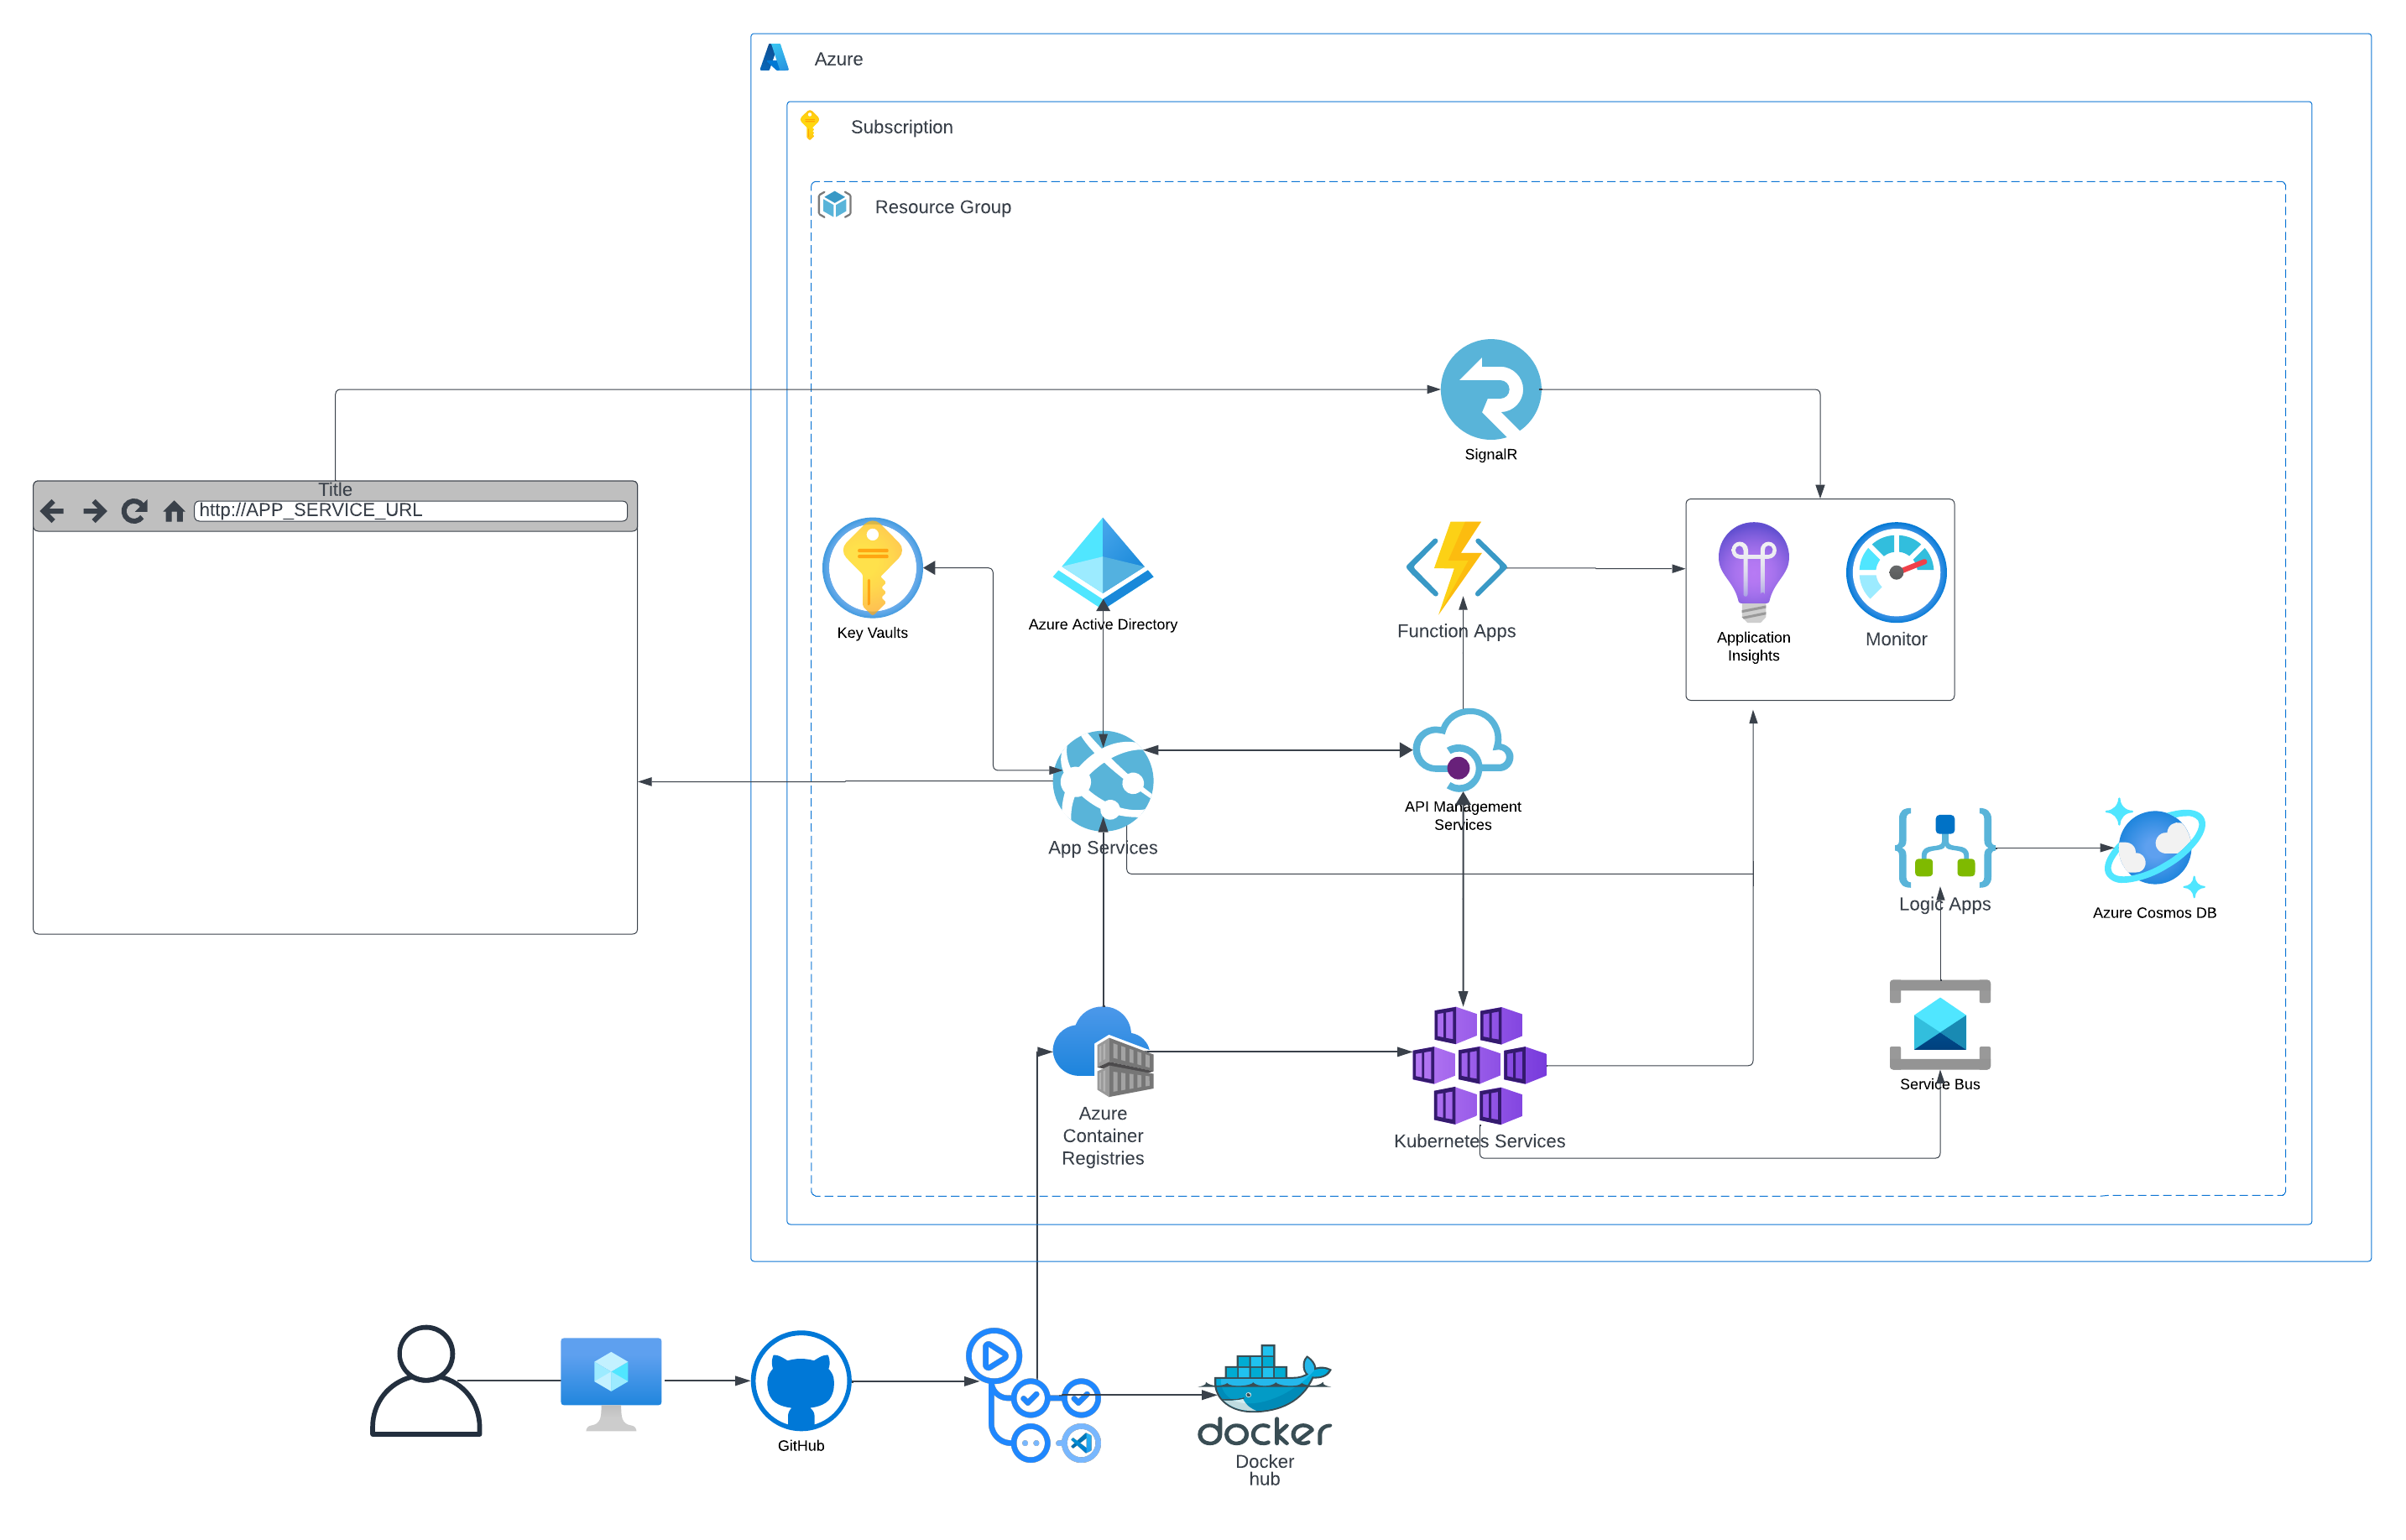 Azure
Subscription
Resource Group
SignalR
Title
http://APP_SERVICE_URL
Key Vaults
Azure Active Directory
Function Apps
Application
Insights
Monitor
API Management
Services
App Services
Logic Apps
Azure Cosmos DB
Service Bus
Azure
Container
Registries
Kubernetes Services
GitHub
docker
Docker
hub